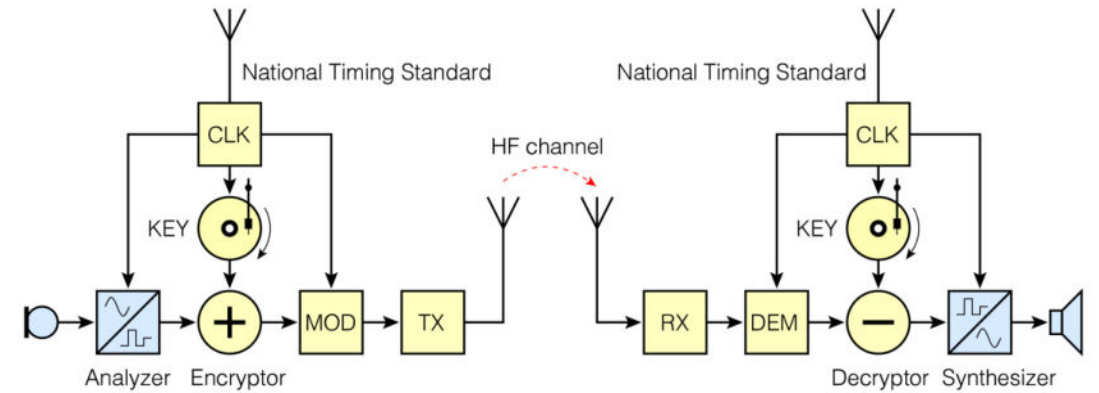 National Timing Standard
National Timing Standard
CLK
CLK
HF channel
KEY
KEY
MOD
TX
RX
DEM
Analyzer
Encryptor
Decryptor
Synthesizer